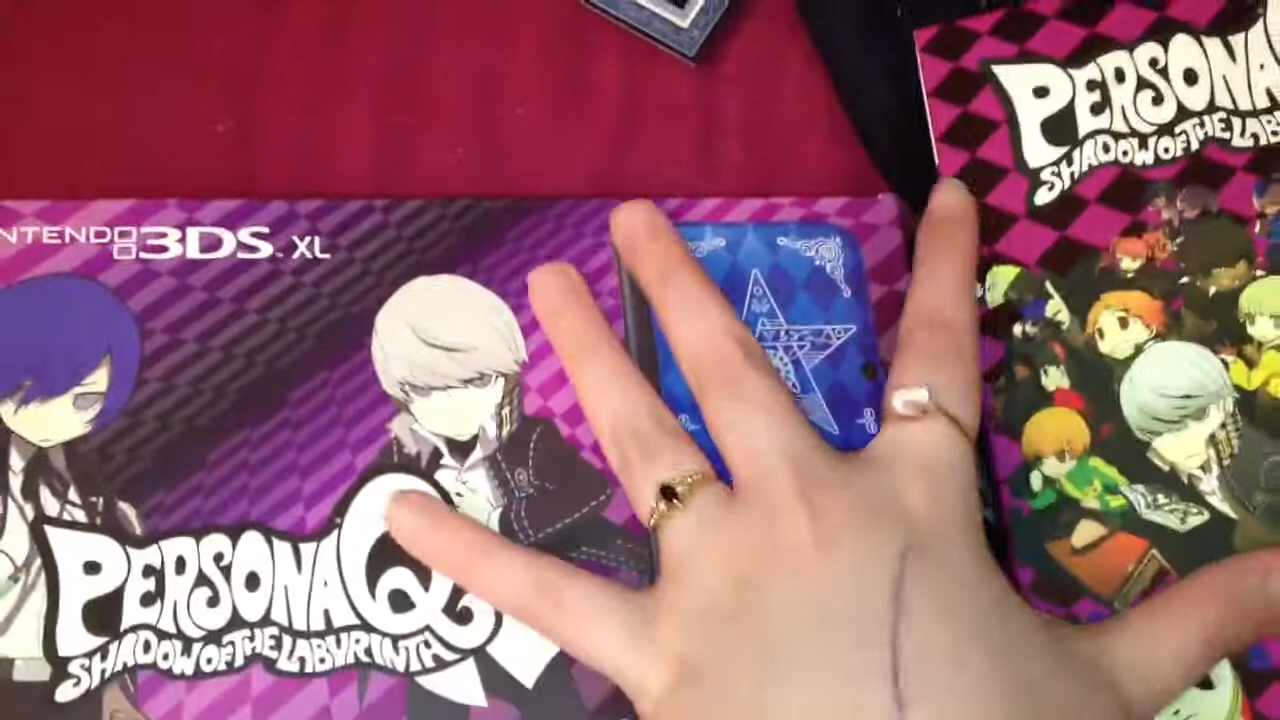 NTENDO 3DS XL
PERSONA Q
SHADOW OF THE LABYRINTH
PERSONA
SHADOW OF THE LAB